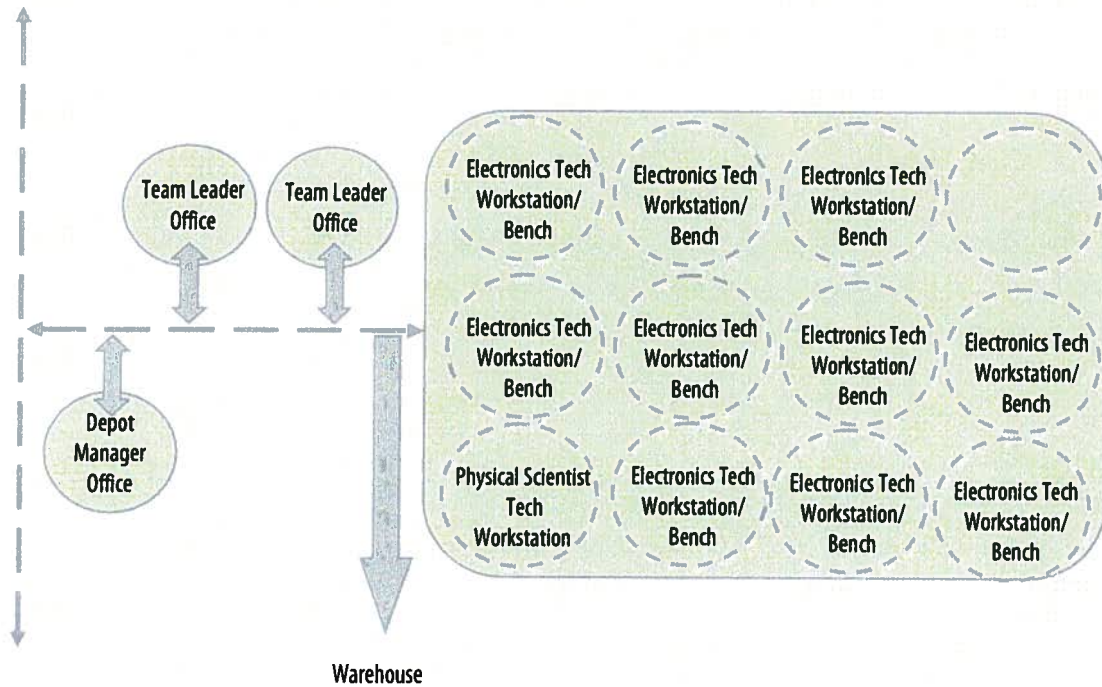 Team Leader
Office
Team Leader
Office
Depot
Manager
Office
Warehouse
Electronics Tech
Workstation/
Bench
Electronics Tech
Workstation/
Bench
Electronics Tech
Workstation/
Bench
Electronics Tech
Workstation/
Bench
Electronics Tech
Workstation/
Bench
Electronics Tech
Workstation/
Bench
Electronics Tech
Workstation/
Bench
Physical Scientist
Tech
Workstation
Electronics Tech
Workstation/
Bench
Electronics Tech
Workstation/
Bench
Electronics Tech
Workstation/
Bench